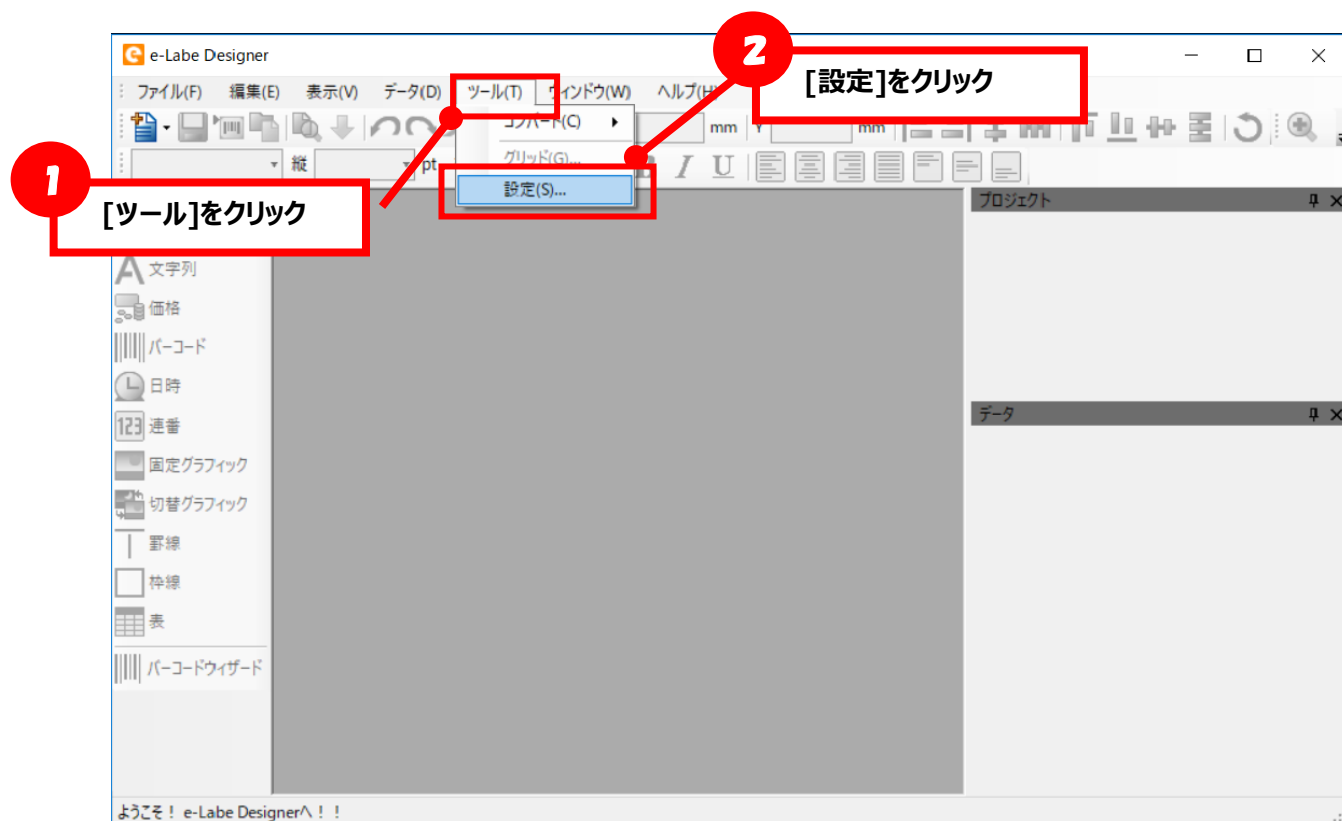 e-Labe Designer
2
[設定]をクリック
ファイル(F) 編集(E) 表示(V) データ(D) ツール(T) ウィンドウ(W) ヘルプ(H)
コンバート(C)
mm Y mm
縦 pt
グリッド(G)...
B I U
設定(S)...
1
[ツール]をクリック
プロジェクト
文字列
価格
バーコード
日時
データ
123 連番
固定グラフィック
切替グラフィック
罫線
枠線
表
バーコードウィザード
ようこそ! e-Labe Designerへ!!